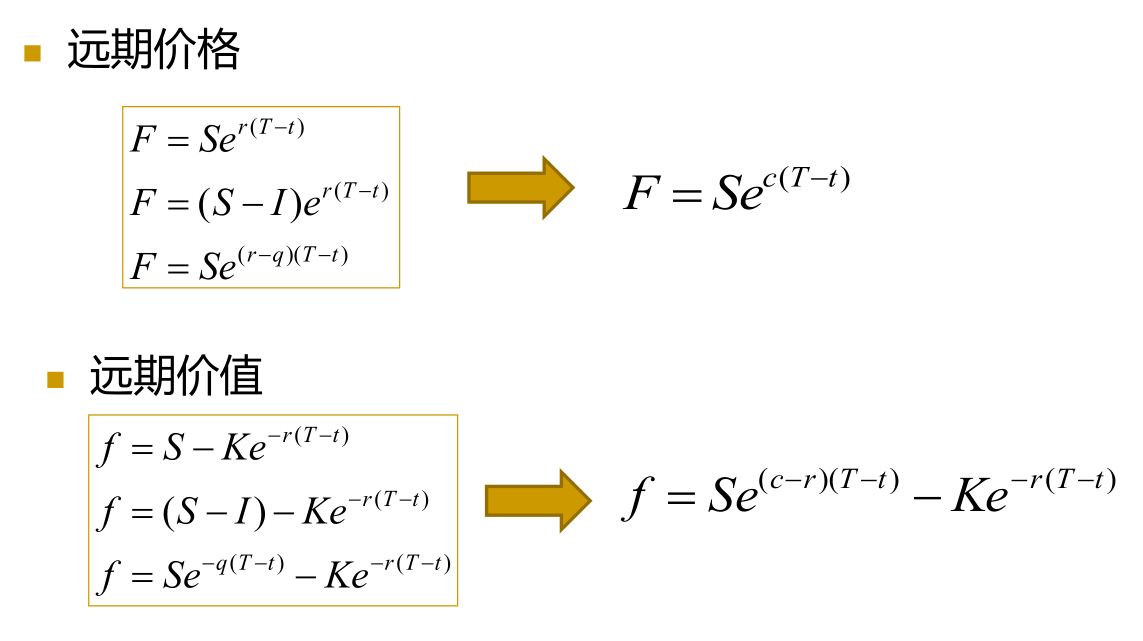 远期价格
F = Se^{r(T−t)}
F = (S − I)e^{r(T−t)}
F = Se^{(r−q)(T−t)}
F = Se^{c(T−t)}
远期价值
f = S − Ke^{−r(T−t)}
f = (S − I) − Ke^{−r(T−t)}
f = Se^{−q(T−t)} − Ke^{−r(T−t)}
f = Se^{(c−r)(T−t)} − Ke^{−r(T−t)}